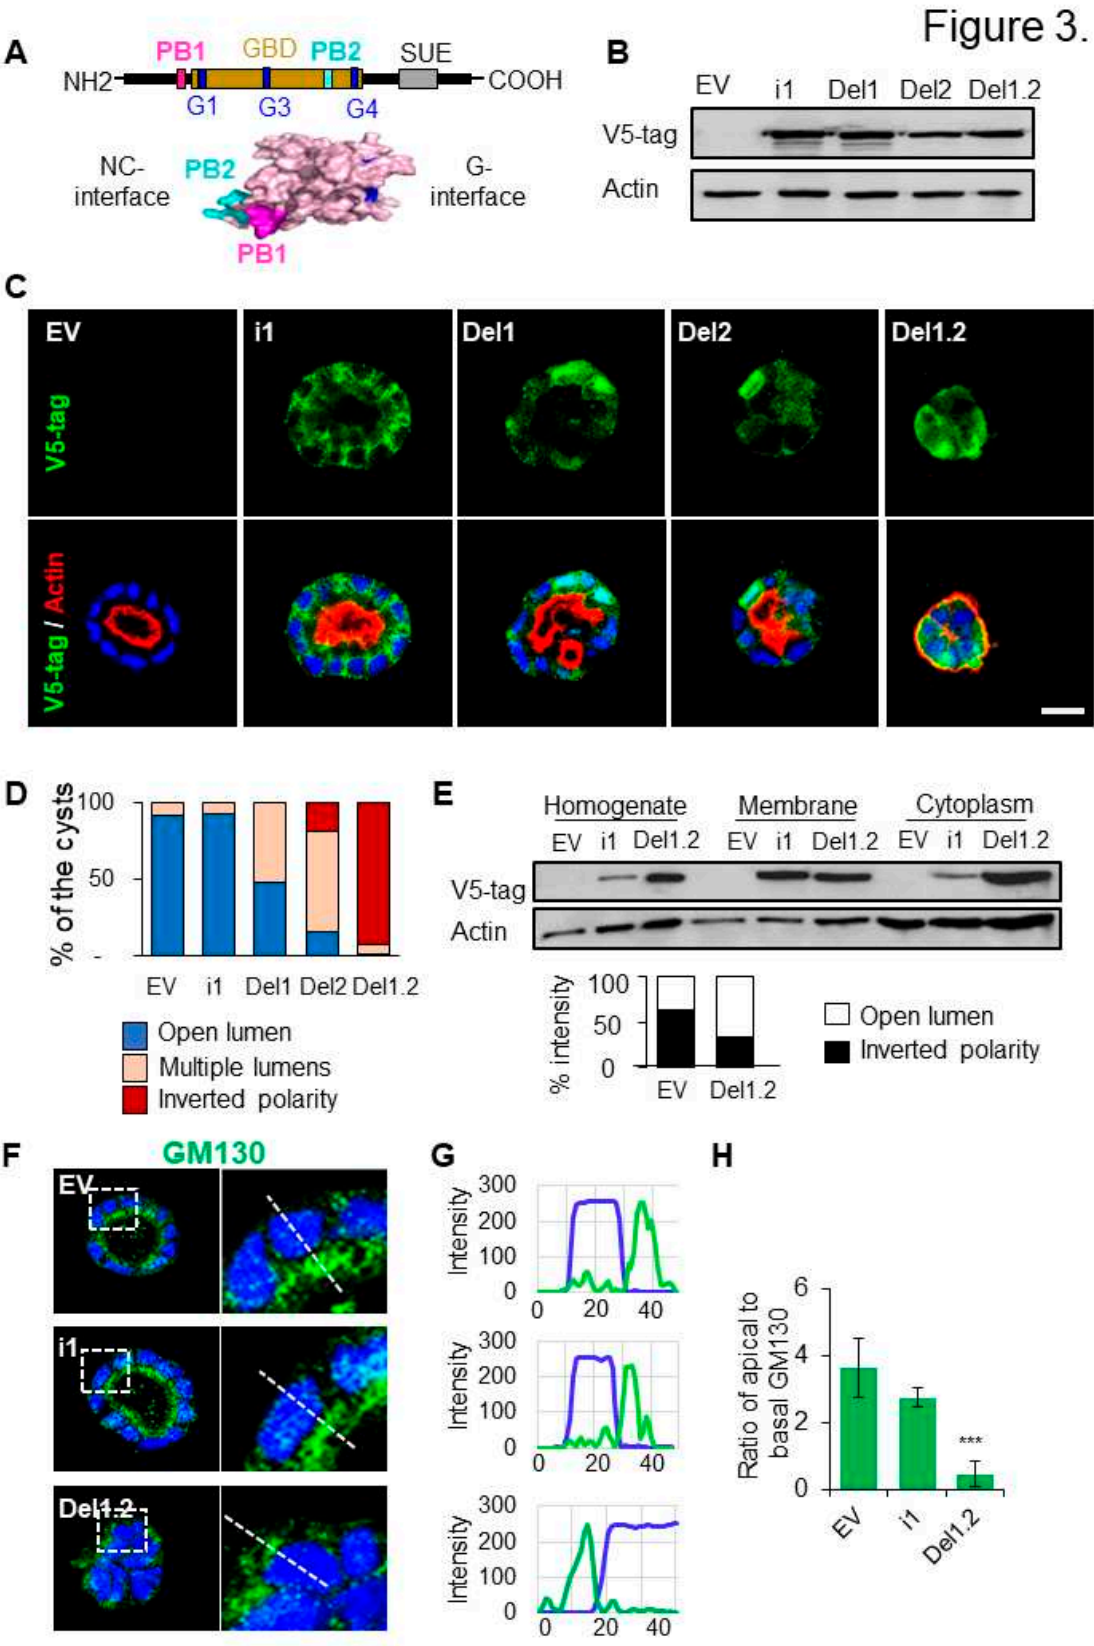 Figure 3.
A
PB1 GBD PB2 SUE
NH2 COOH
G1 G3 G4
NC-
interface
PB2
G-
interface
PB1
B
EV i1 Del1 Del2 Del1.2
V5-tag
Actin
C
EV i1 Del1 Del2 Del1.2
V5-tag
V5-tag / Actin
D
% of the cysts
100
50
-
EV i1 Del1 Del2 Del1.2
Open lumen
Multiple lumens
Inverted polarity
E
Homogenate Membrane Cytoplasm
EV i1 Del1.2 EV i1 Del1.2 EV i1 Del1.2
V5-tag
Actin
% intensity
100
50
0
EV Del1.2
Open lumen
Inverted polarity
F
GM130
EV
i1
Del1.2
G
Intensity
300
200
100
0
0 20 40
Intensity
300
200
100
0
0 20 40
Intensity
300
200
100
0
0 20 40
H
Ratio of apical to
basal GM130
6
4
2
0
***
EV i1 Del1.2